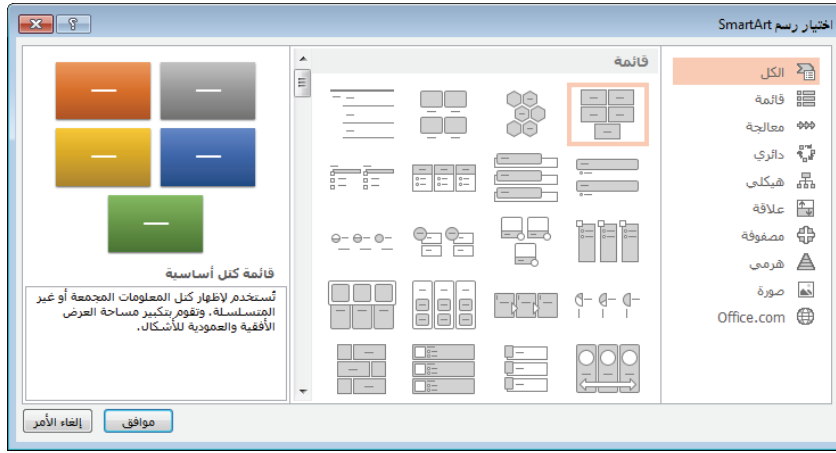 اختيار رسم SmartArt
الكل
قائمة
معالجة
دائري
هيكلي
علاقة
مصفوفة
هرمي
صورة
Office.com
قائمة
قائمة كتل أساسية
تُستخدم لإظهار كتل المعلومات المجمعة أو غير
المتسلسلة. وتقوم بتكبير مساحة العرض
الأفقية والعمودية للأشكال.
موافق
إلغاء الأمر